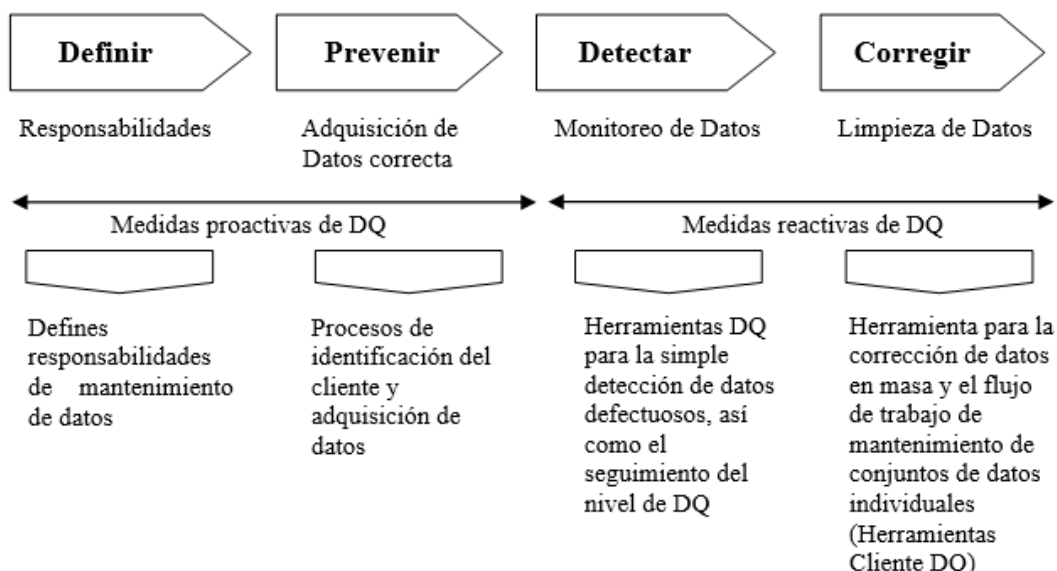 Definir
Prevenir
Detectar
Corregir
Responsabilidades
Adquisición de
Datos correcta
Monitoreo de Datos
Limpieza de Datos
Medidas proactivas de DQ
Medidas reactivas de DQ
Defines
responsabilidades
de mantenimiento
de datos
Procesos de
identificación del
cliente y
adquisición de
datos
Herramientas DQ
para la simple
detección de datos
defectuosos, así
como el
seguimiento del
nivel de DQ
Herramienta para la
corrección de datos
en masa y el flujo
de trabajo de
mantenimiento de
conjuntos de datos
individuales
(Herramientas
Cliente DQ)